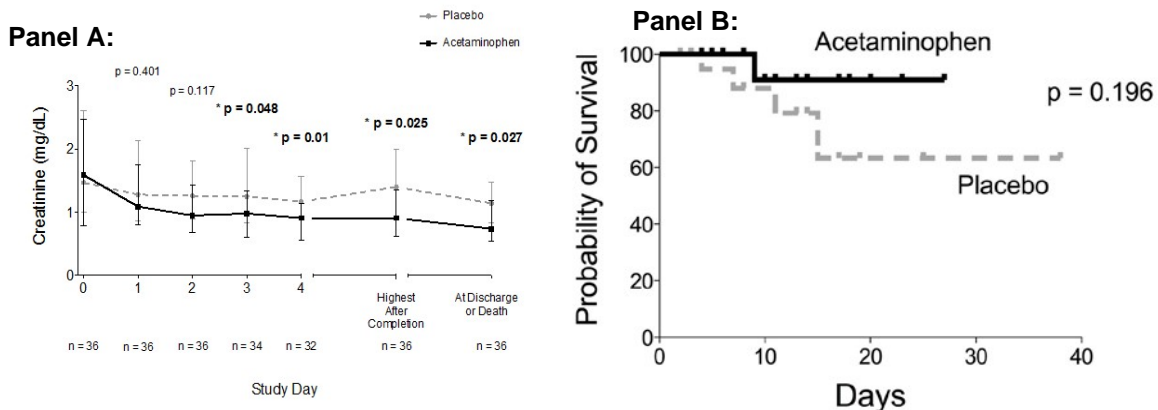 Panel A:
Placebo
Acetaminophen
p = 0.401
p = 0.117
* p = 0.048
* p = 0.01
* p = 0.025
* p = 0.027
Creatinine (mg/dL)
3
2
1
0
0 1 2 3 4
Highest
After
Completion
At Discharge
or Death
n = 36 n = 36 n = 36 n = 34 n = 32 n = 36 n = 36
Study Day
Panel B:
Acetaminophen
p = 0.196
Placebo
Probability of Survival
100
80
60
40
20
0
0 10 20 30 40
Days